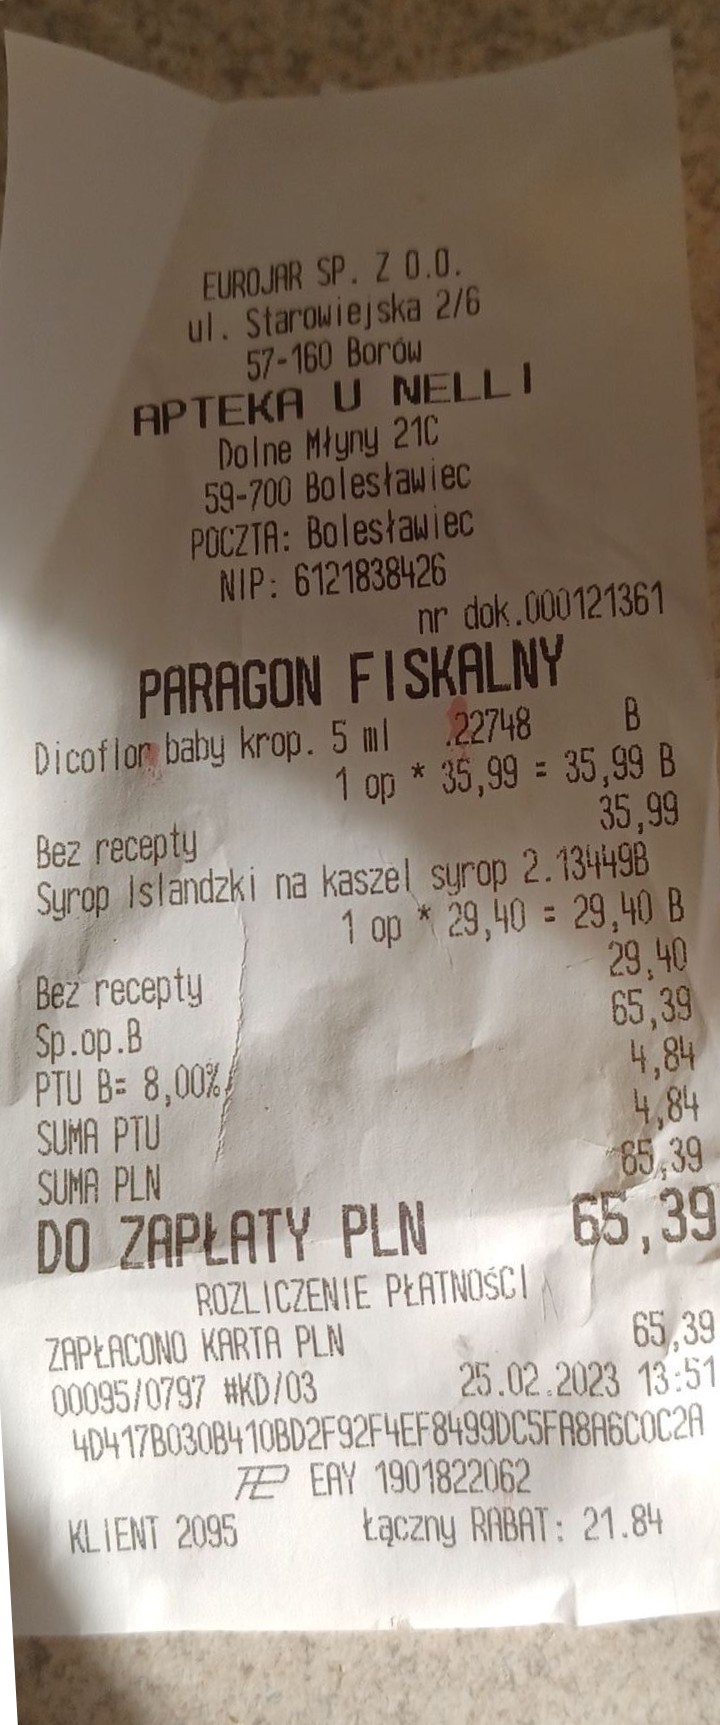 EUROJAR SP. Z O.O.
ul. Starowiejska 2/6
57-160 Borów
APTEKA U NELLI
Dolne Młyny 21C
59-700 Bolesławiec
POCZTA: Bolesławiec
NIP: 6121838426
nr dok.000121361
PARAGON FISKALNY
Dicoflor baby krop. 5 ml .22748 B
1 op * 35,99 = 35,99 B
35,99
Bez recepty
Syrop Islandzki na kaszel syrop 2.13449B
1 op * 29,40 = 29,40 B
29,40
Bez recepty
Sp.op.B 65,39
PTU B= 8,00% 4,84
SUMA PTU 4,84
SUMA PLN 65,39
DO ZAPŁATY PLN 65,39
ROZLICZENIE PŁATNOŚCI
ZAPŁACONO KARTA PLN 65,39
00095/0797 #KD/03 25.02.2023 13:51
4D417B030B410BD2F92F4EF8499DC5FA8A6C0C2A
EAY 1901822062
KLIENT 2095 Łączny RABAT: 21.84